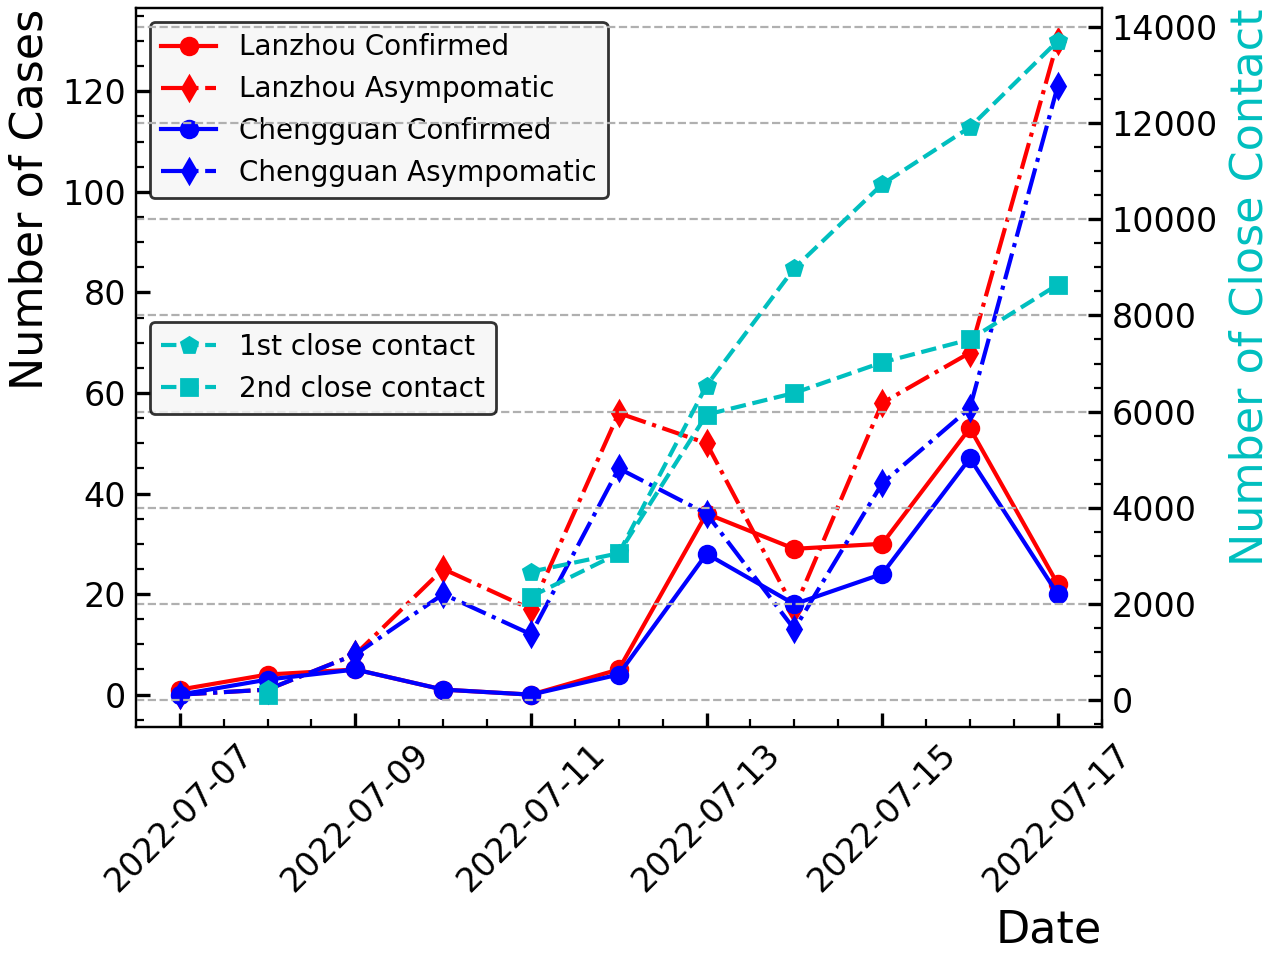 Number of Cases
120
100
80
60
40
20
0
Lanzhou Confirmed
Lanzhou Asympomatic
Chengguan Confirmed
Chengguan Asympomatic
1st close contact
2nd close contact
14000
12000
10000
8000
6000
4000
2000
0
Number of Close Contact
2022-07-07
2022-07-09
2022-07-11
2022-07-13
2022-07-15
2022-07-17
Date